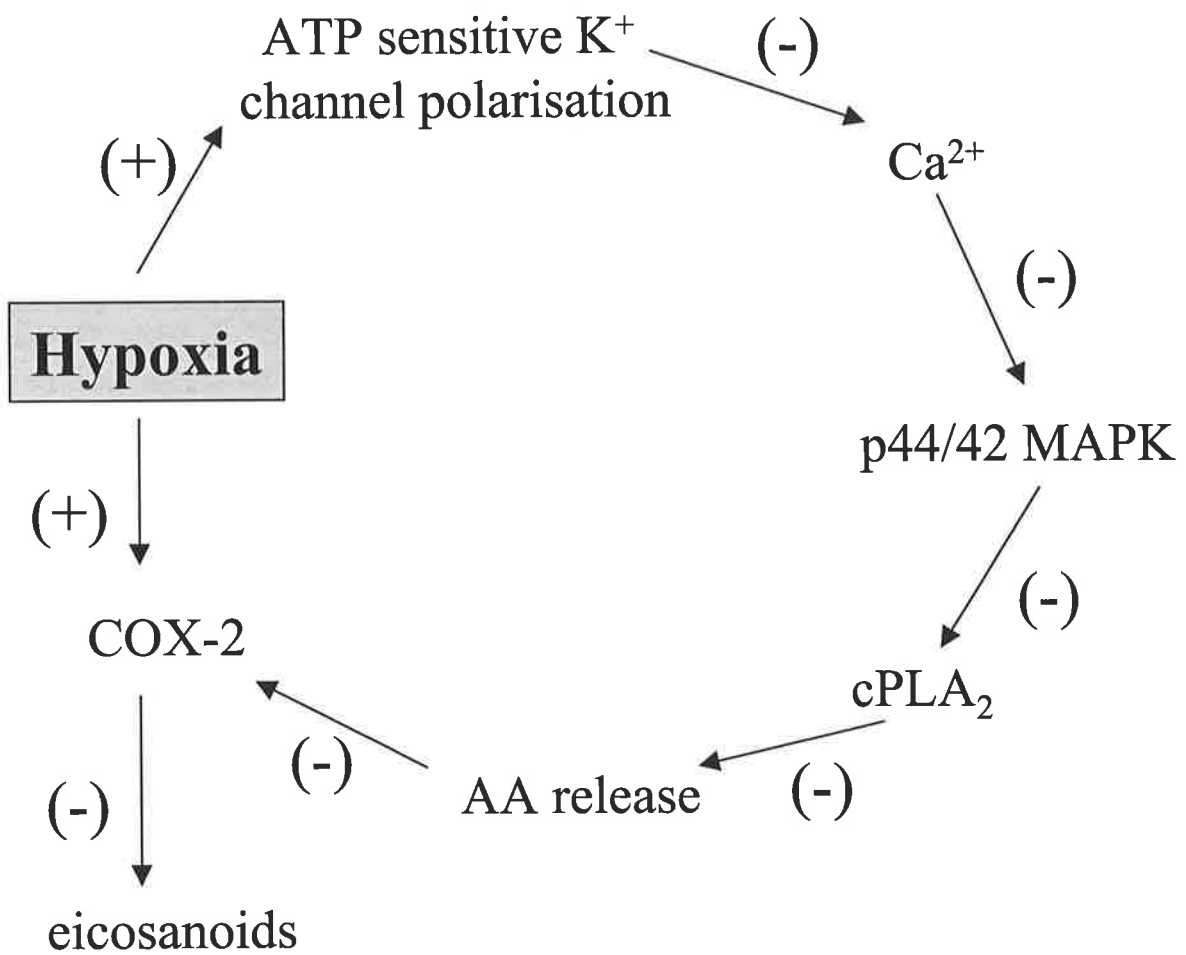 ATP sensitive K⁺
channel polarisation
(-)
(+)
Ca²⁺
(-)
Hypoxia
p44/42 MAPK
(+)
(-)
COX-2
cPLA₂
(-)
AA release
(-)
(-)
eicosanoids